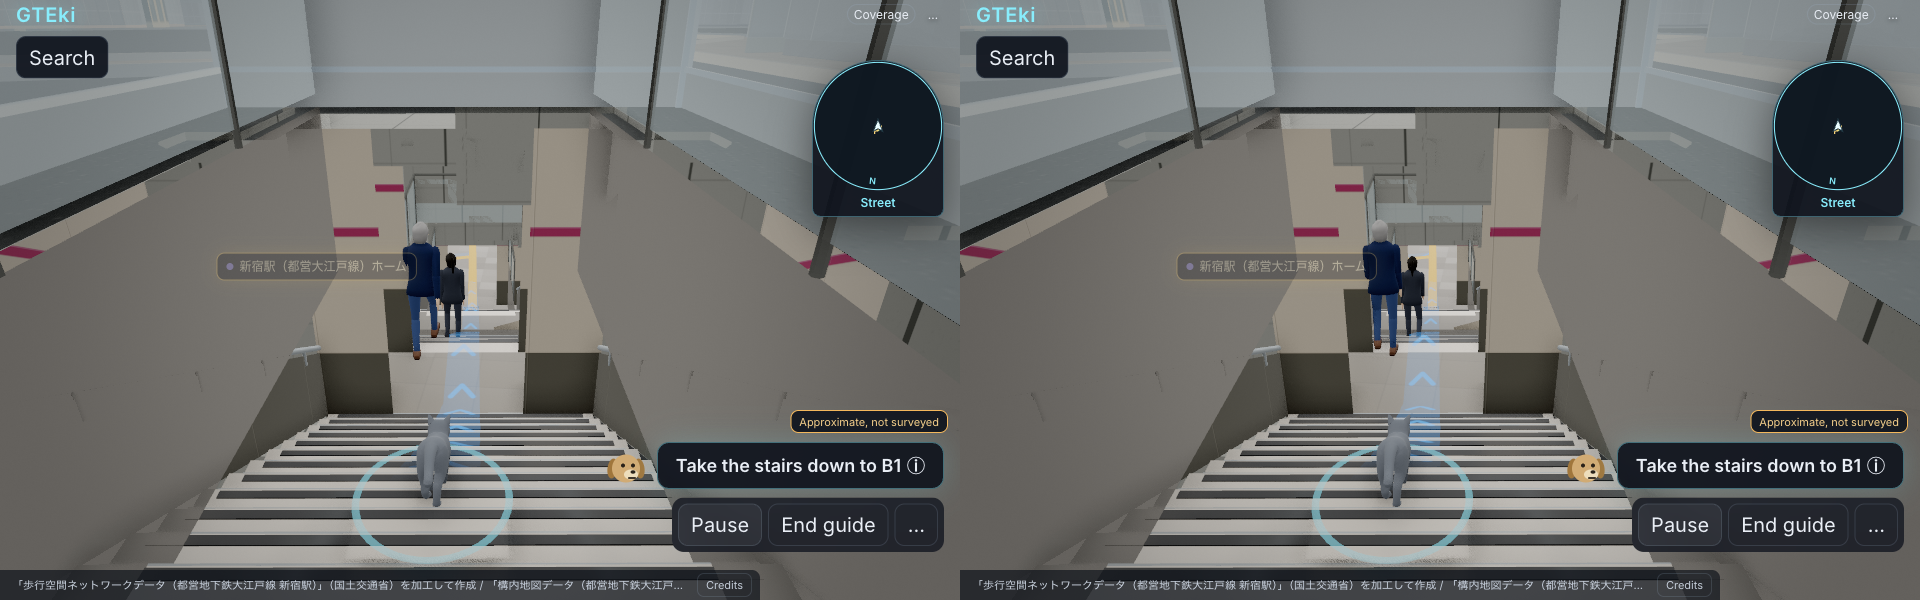 GTEki
Coverage
...
Search
N
Street
新宿駅（都営大江戸線）ホーム
Approximate, not surveyed
Take the stairs down to B1 ⓘ
Pause
End guide
...
「歩行空間ネットワークデータ（都営地下鉄大江戸線 新宿駅）」（国土交通省）を加工して作成 / 「構内地図データ（都営地下鉄大江戸...
Credits
GTEki
Coverage
...
Search
N
Street
新宿駅（都営大江戸線）ホーム
Approximate, not surveyed
Take the stairs down to B1 ⓘ
Pause
End guide
...
「歩行空間ネットワークデータ（都営地下鉄大江戸線 新宿駅）」（国土交通省）を加工して作成 / 「構内地図データ（都営地下鉄大江戸...
Credits